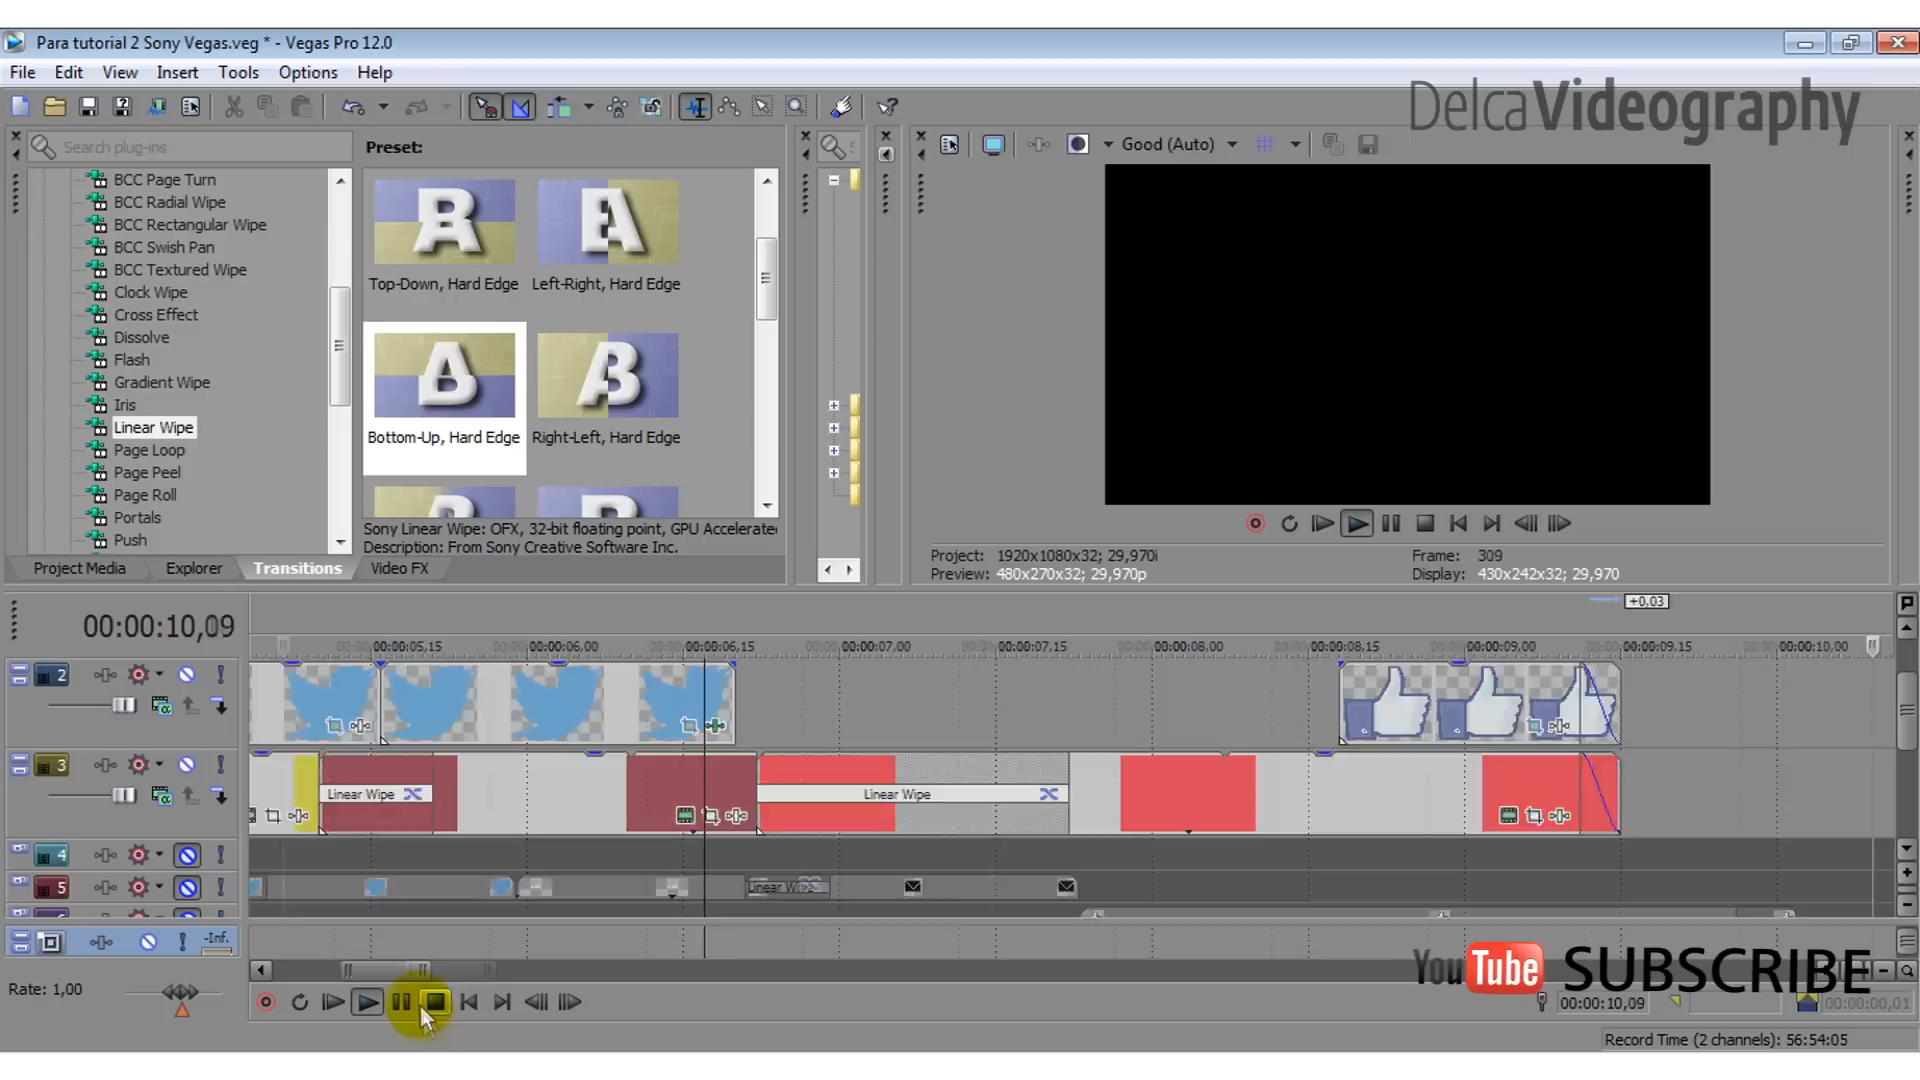 Para tutorial 2 Sony Vegas.veg * - Vegas Pro 12.0
File Edit View Insert Tools Options Help
DelcaVideography
Search plug-ins
Preset:
Good (Auto)
BCC Page Turn
BCC Radial Wipe
BCC Rectangular Wipe
BCC Swish Pan
BCC Textured Wipe
Clock Wipe
Cross Effect
Dissolve
Flash
Gradient Wipe
Iris
Linear Wipe
Page Loop
Page Peel
Page Roll
Portals
Push
Top-Down, Hard Edge
Left-Right, Hard Edge
Bottom-Up, Hard Edge
Right-Left, Hard Edge
Sony Linear Wipe: OFX, 32-bit floating point, GPU Accelerated
Description: From Sony Creative Software Inc.
Project Media Explorer Transitions Video FX
Project: 1920x1080x32; 29,970i
Preview: 480x270x32; 29,970p
Frame: 309
Display: 430x242x32; 29,970
+0,03
00:00:10,09
00:00:05,15 00:00:06,00 00:00:06,15 00:00:07,00 00:00:07,15 00:00:08,00 00:00:08,15 00:00:09,00 00:00:09,15 00:00:10,00
2
3
Linear Wipe
Linear Wipe
4
5
Linear Wipe
-Inf.
Rate: 1,00
YouTube SUBSCRIBE
00:00:10,09
00:00:00,01
Record Time (2 channels): 56:54:05